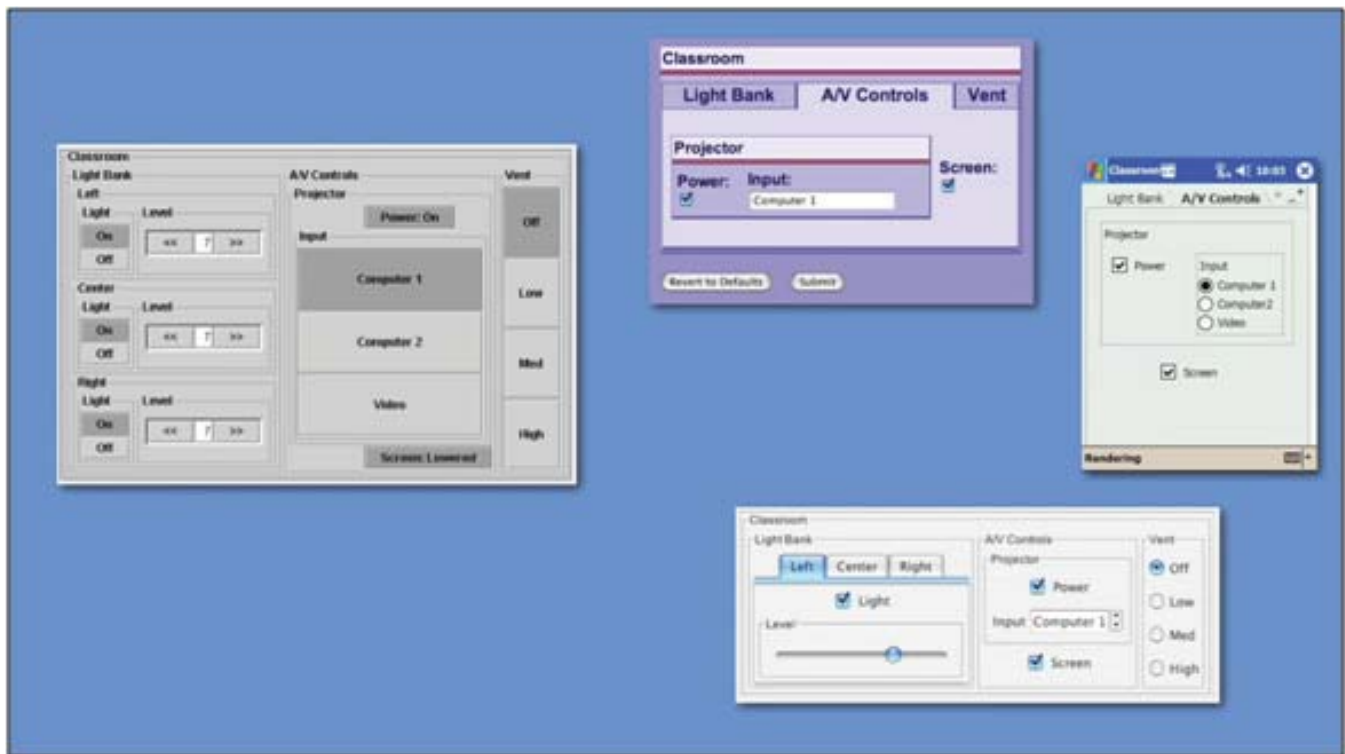 Classroom
Light Bank
Left
Light Level
On << 7 >>
Off
Center
Light Level
On << 7 >>
Off
Right
Light Level
On << 7 >>
Off
A/V Controls
Projector
Power: On
Input
Computer 1
Computer 2
Video
Screen: Lowered
Vent
Off
Low
Med
High
Classroom
Light Bank A/V Controls Vent
Projector
Power: Input:
Computer 1
Screen:
Revert to Defaults Submit
Classroom 10:03
Light Bank A/V Controls
Projector
Power
Input
Computer 1
Computer2
Video
Screen
Rendering
Classroom
Light Bank
Left Center Right
Light
Level
A/V Controls
Projector
Power
Input Computer 1
Screen
Vent
Off
Low
Med
High